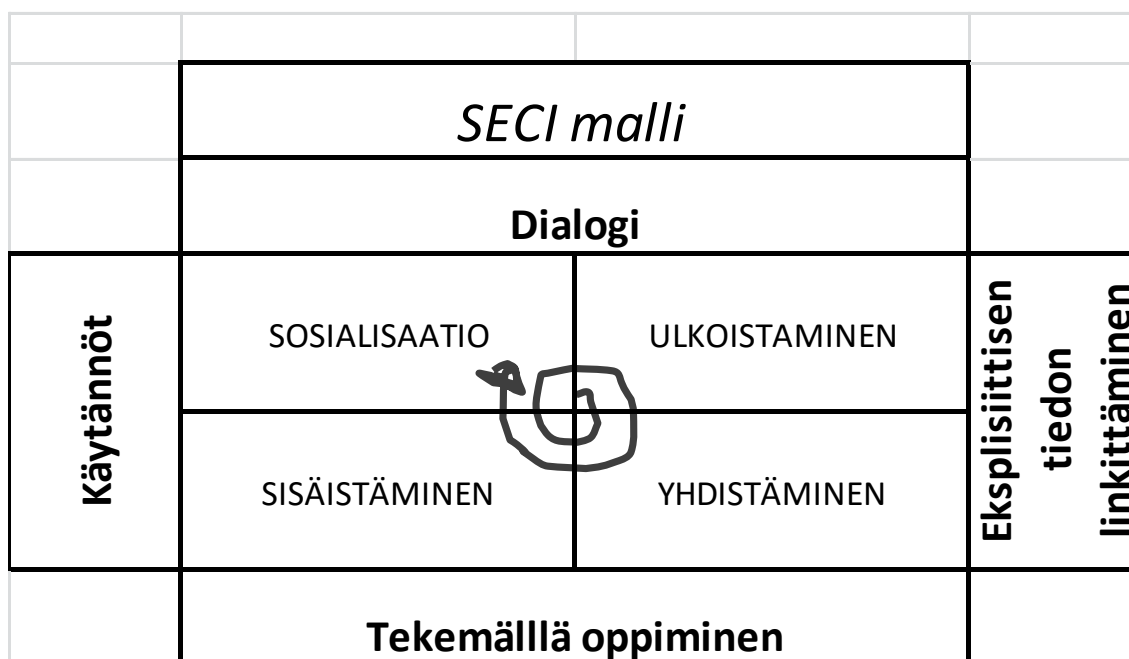 SECI malli
Dialogi
Käytännöt
SOSIALISAATIO
ULKOISTAMINEN
SISÄISTÄMINEN
YHDISTÄMINEN
Eksplisiittisen
tiedon
linkittäminen
Tekemälllä oppiminen